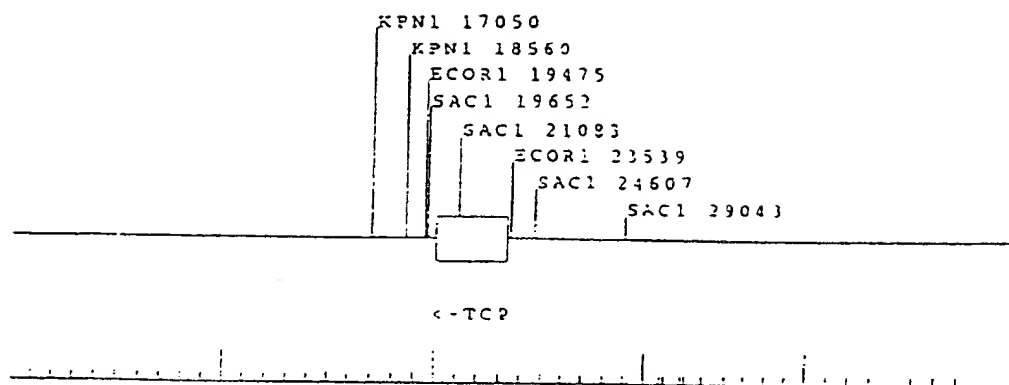 KPN1 17050
KPN1 18560
ECOR1 19475
SAC1 19652
SAC1 21083
ECOR1 23539
SAC1 24607
SAC1 29043
<-TCP